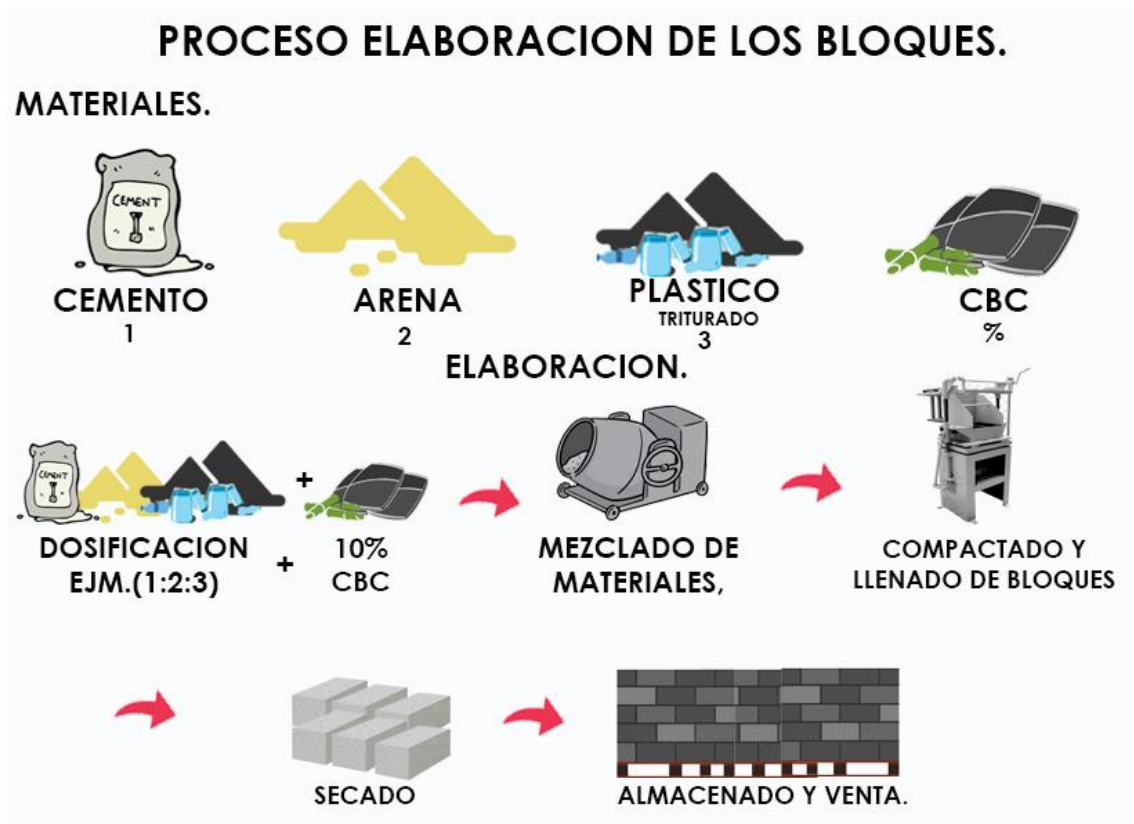 PROCESO ELABORACION DE LOS BLOQUES.
MATERIALES.
CEMENT
CEMENTO
1
ARENA
2
PLÁSTICO
TRITURADO
3
CBC
%
ELABORACION.
CEMENT
+
DOSIFICACION
EJM.(1:2:3)
+
10%
CBC
MEZCLADO DE
MATERIALES,
COMPACTADO Y
LLENADO DE BLOQUES
SECADO
ALMACENADO Y VENTA.